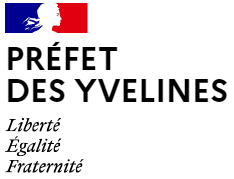 PRÉFET
DES YVELINES
Liberté
Égalité
Fraternité